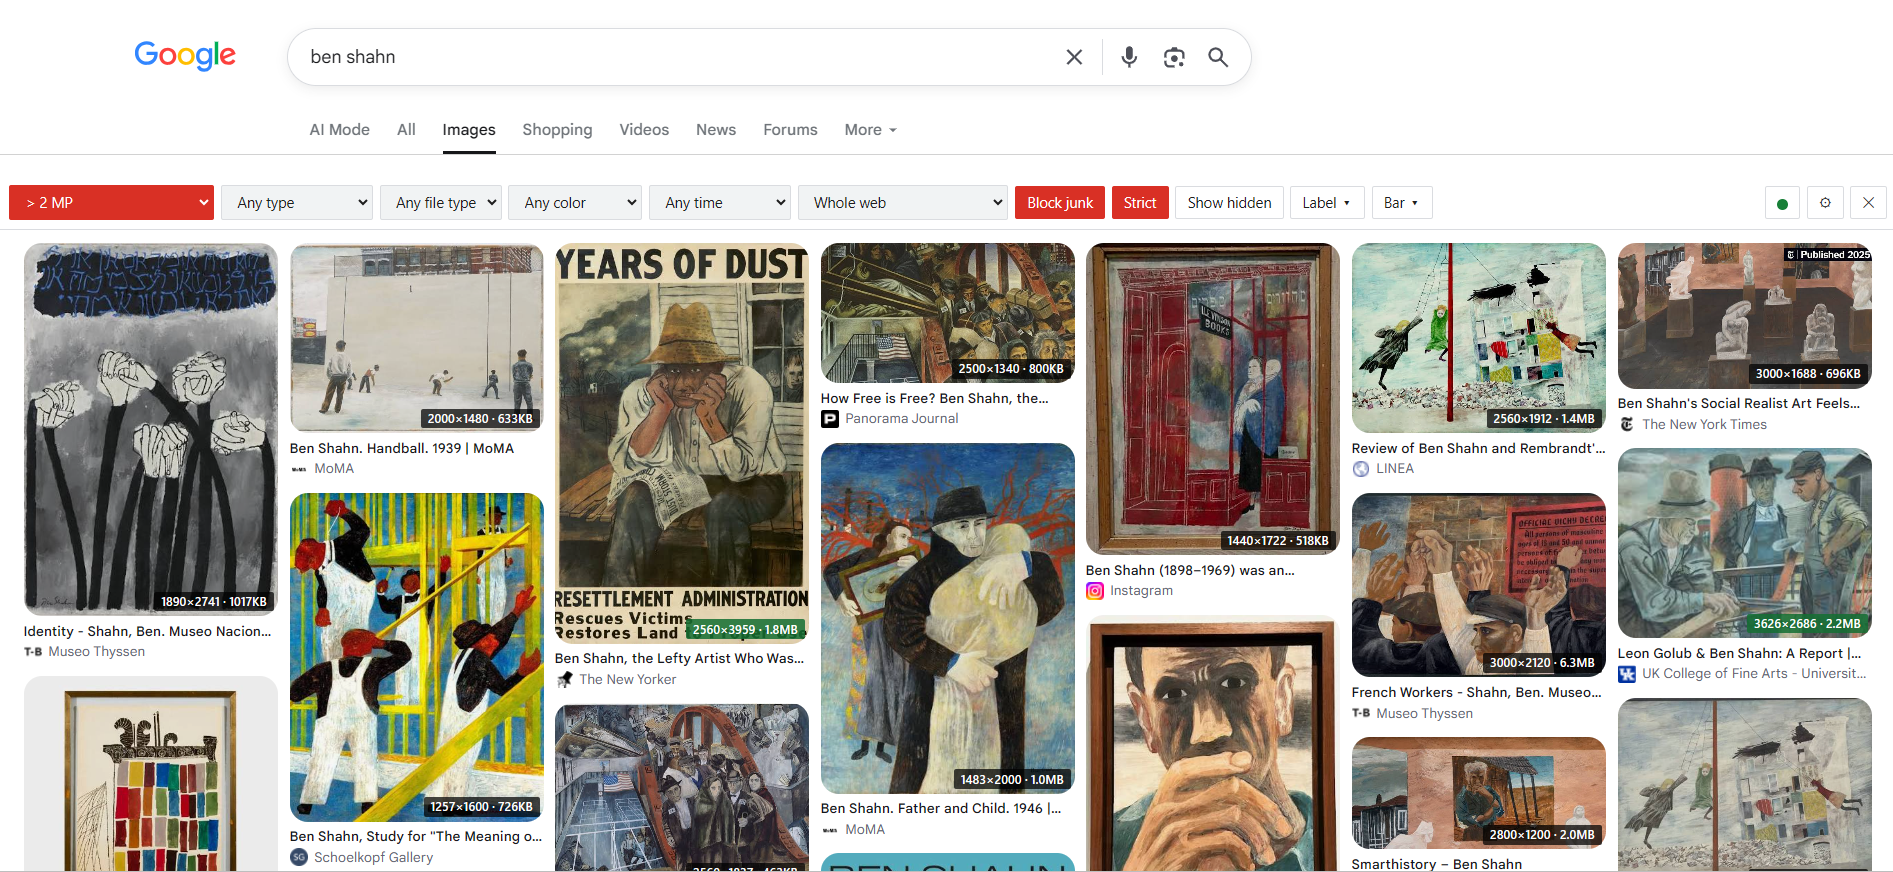 Google
ben shahn
AI Mode
All
Images
Shopping
Videos
News
Forums
More
> 2 MP
Any type
Any file type
Any color
Any time
Whole web
Block junk
Strict
Show hidden
Label
Bar
1890×2741 · 1017KB
Identity - Shahn, Ben. Museo Nacion...
T-B Museo Thyssen
2000×1480 · 633KB
Ben Shahn. Handball. 1939 | MoMA
MoMA
1257×1600 · 726KB
Ben Shahn, Study for "The Meaning o...
SG Schoelkopf Gallery
YEARS OF DUST
RESETTLEMENT ADMINISTRATION
Rescues Victims
Restores Land
2560×3959 · 1.8MB
Ben Shahn, the Lefty Artist Who Was...
The New Yorker
2500×1340 · 800KB
How Free is Free? Ben Shahn, the...
Panorama Journal
1483×2000 · 1.0MB
Ben Shahn. Father and Child. 1946 |...
MoMA
BEN SHAHN
BOOKS
1440×1722 · 518KB
Ben Shahn (1898–1969) was an...
Instagram
2560×1912 · 1.4MB
Review of Ben Shahn and Rembrandt'...
LINEA
OFFICIAL VICHY DECREE
3000×2120 · 6.3MB
French Workers - Shahn, Ben. Museo...
T-B Museo Thyssen
2800×1200 · 2.0MB
Smarthistory – Ben Shahn
Published 2025
3000×1688 · 696KB
Ben Shahn's Social Realist Art Feels...
The New York Times
3626×2686 · 2.2MB
Leon Golub & Ben Shahn: A Report |...
UK College of Fine Arts - Universit...